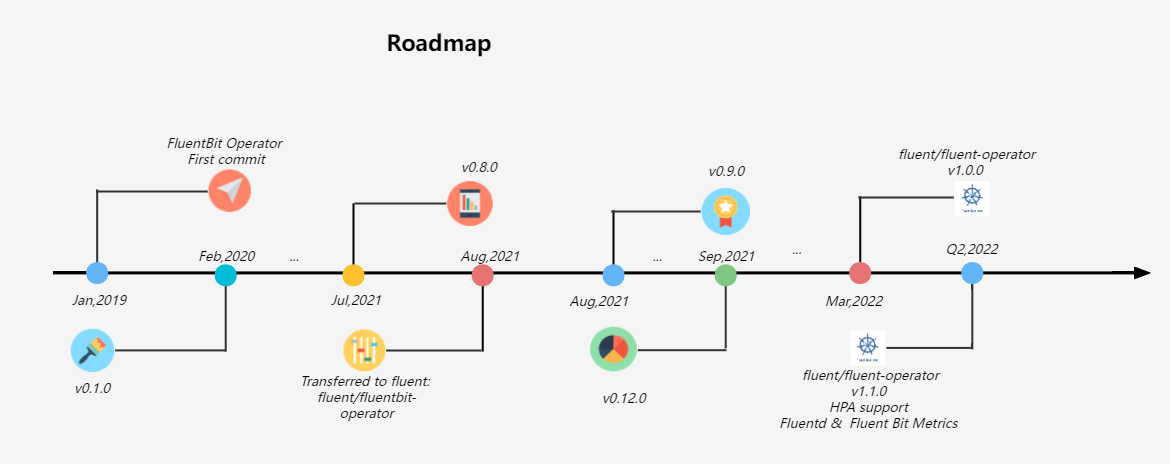 Roadmap
FluentBit Operator
First commit
v0.8.0
v0.9.0
fluent/fluent-operator
v1.0.0
Feb,2020
...
Aug,2021
...
Sep,2021
...
Q2,2022
Jan,2019
Jul,2021
Aug,2021
Mar,2022
v0.1.0
Transferred to fluent:
fluent/fluentbit-
operator
v0.12.0
fluent/fluent-operator
v1.1.0
HPA support
Fluentd & Fluent Bit Metrics